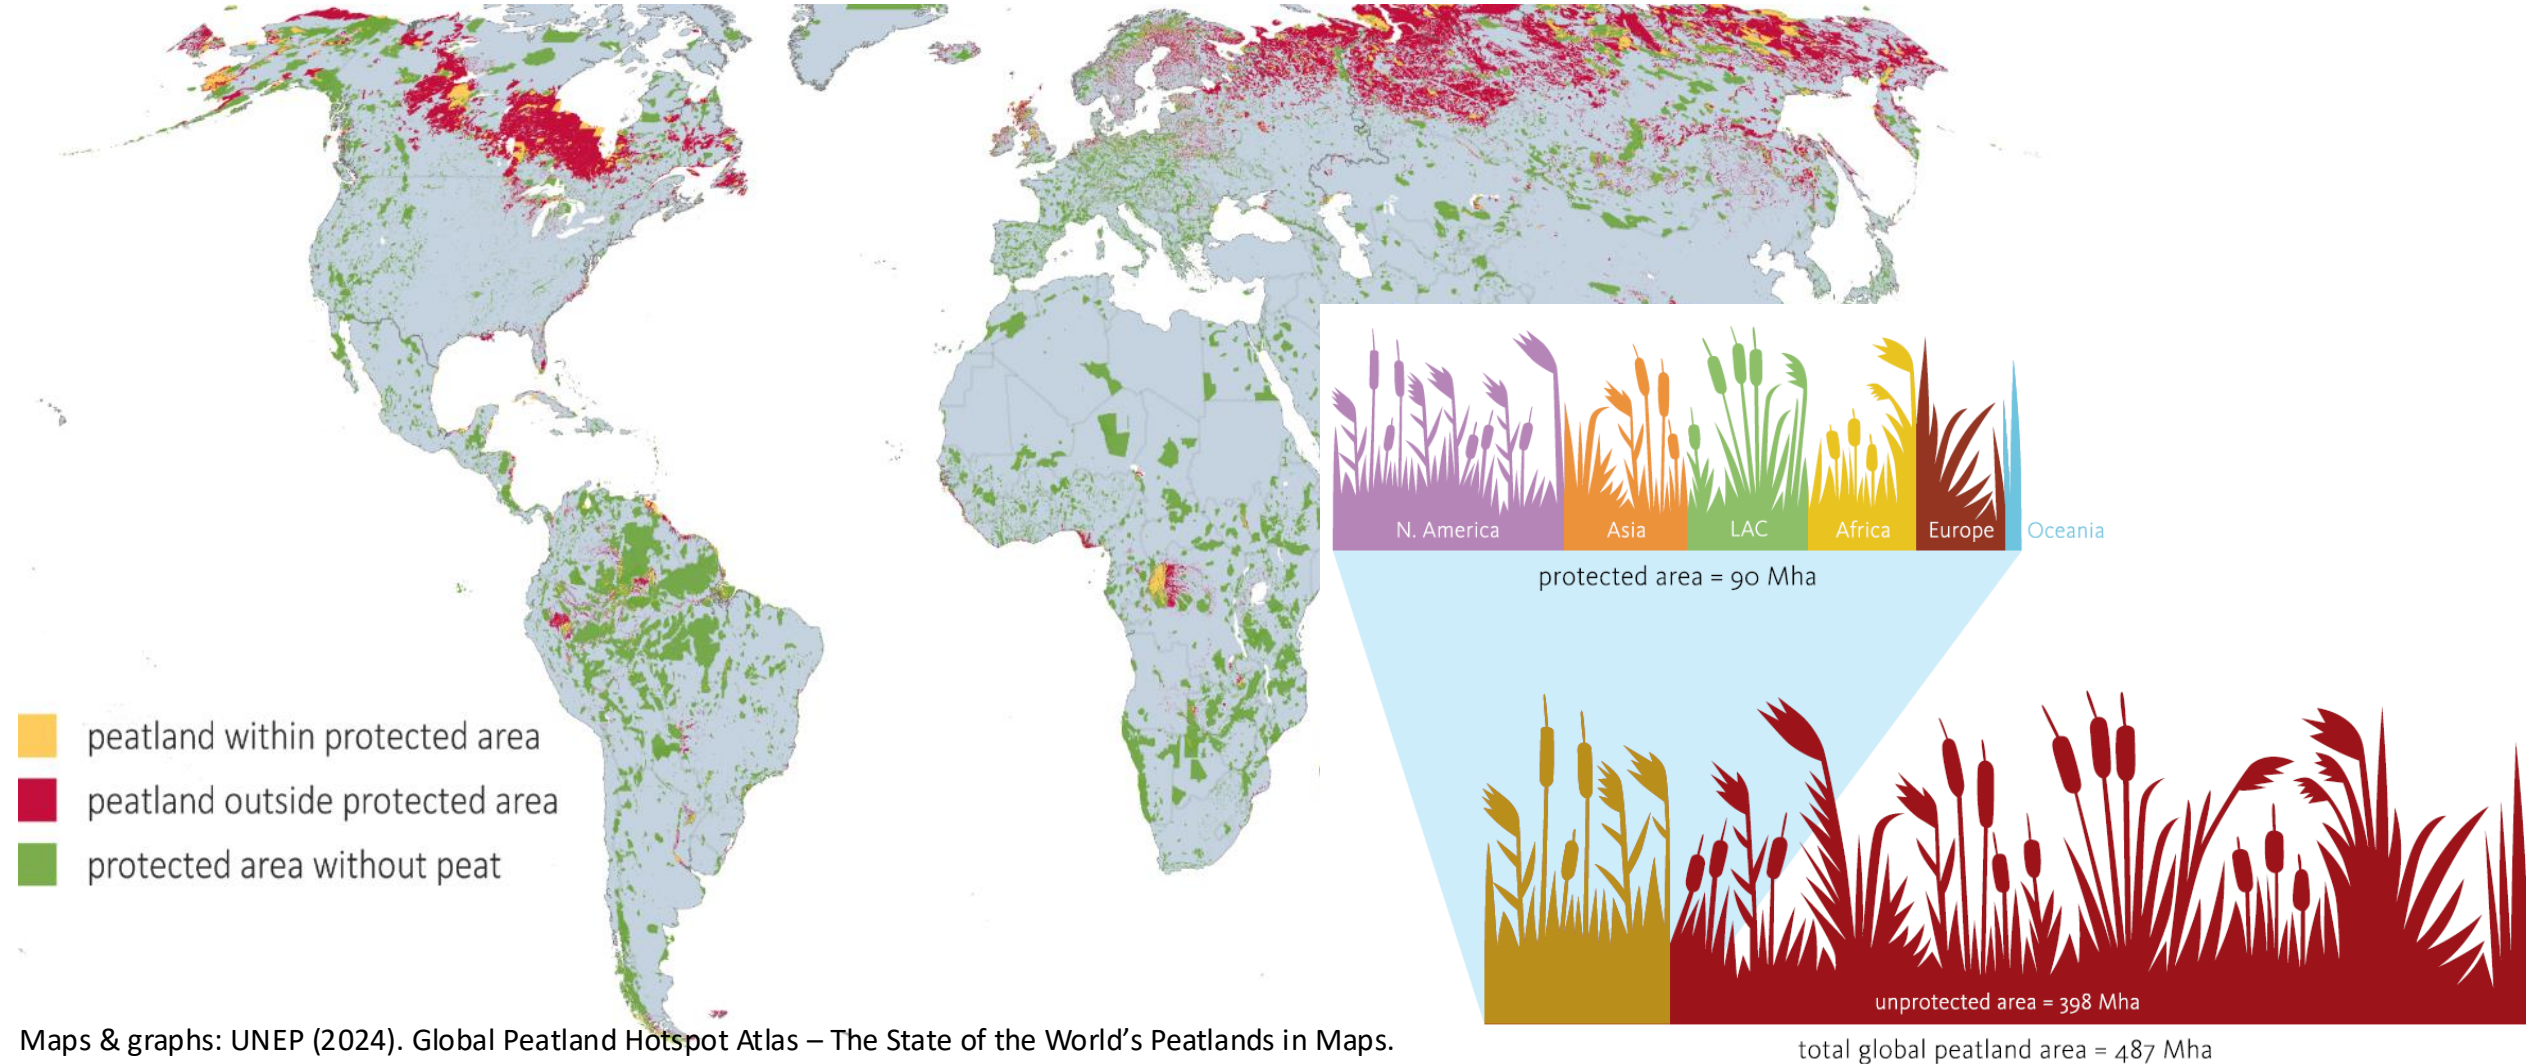 N. America
Asia
LAC
Africa
Europe
Oceania
protected area = 90 Mha
peatland within protected area
peatland outside protected area
protected area without peat
unprotected area = 398 Mha
Maps & graphs: UNEP (2024). Global Peatland Hotspot Atlas – The State of the World’s Peatlands in Maps.
total global peatland area = 487 Mha